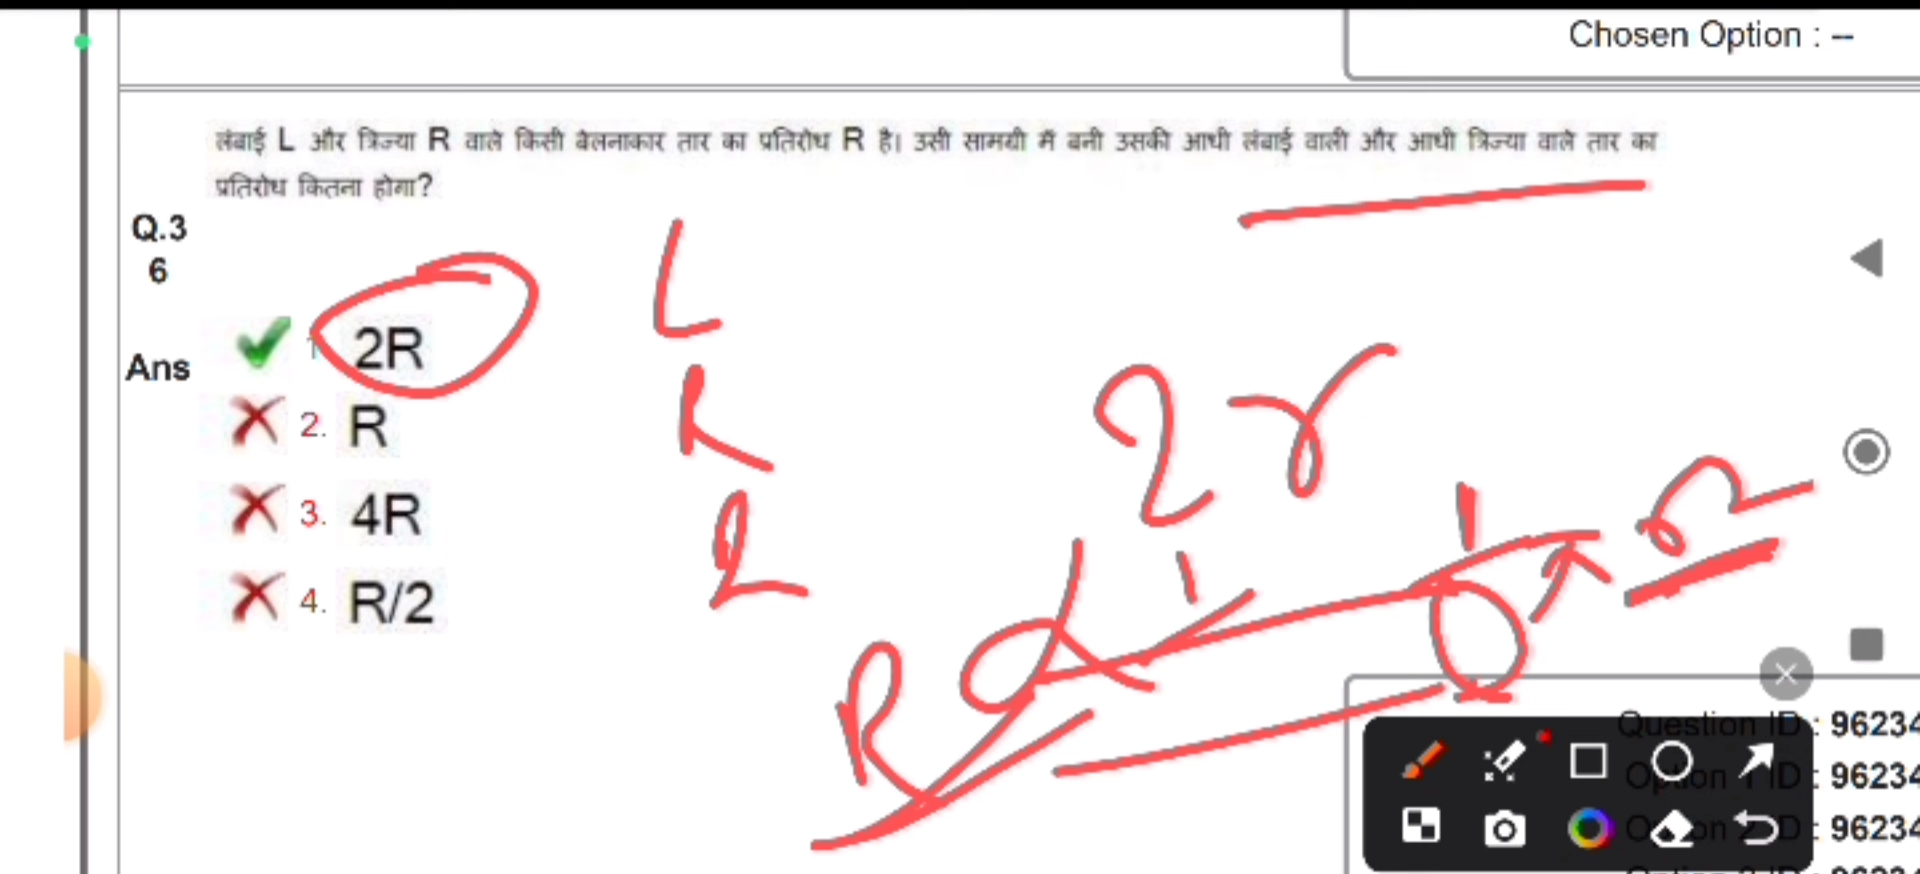 Chosen Option : --
लंबाई L और त्रिज्या R वाले किसी बेलनाकार तार का प्रतिरोध R है। उसी सामग्री में बनी उसकी आधी लंबाई वाली और आधी त्रिज्या वाले तार का
प्रतिरोध कितना होगा?
Q.3
6
Ans
1 2R
2. R
3. 4R
4. R/2
L
R
2r
R
Question ID : 96234
Option 1 ID : 96234
Option 2 ID : 96234